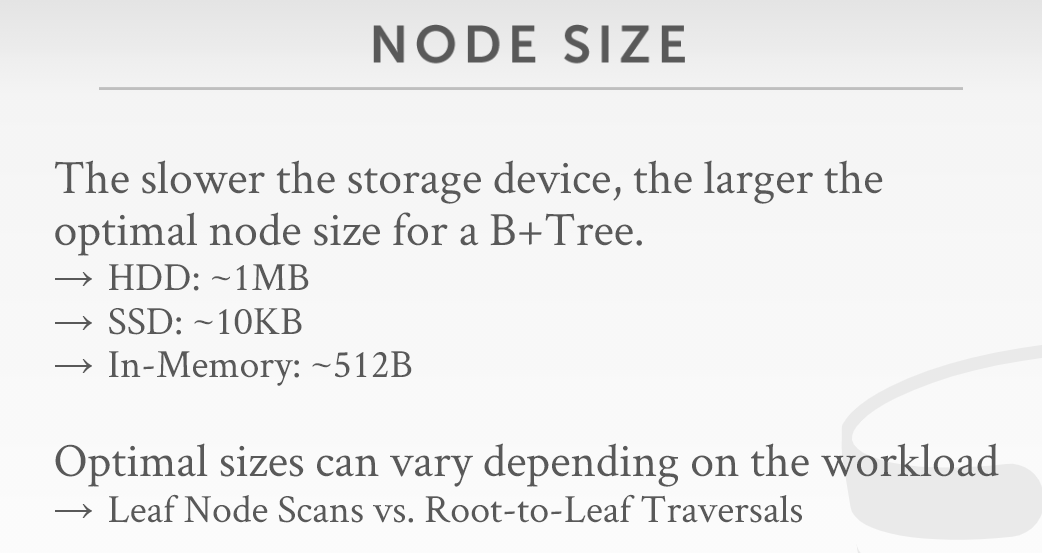 NODE SIZE
The slower the storage device, the larger the
optimal node size for a B+Tree.
→ HDD: ~1MB
→ SSD: ~10KB
→ In-Memory: ~512B
Optimal sizes can vary depending on the workload
→ Leaf Node Scans vs. Root-to-Leaf Traversals